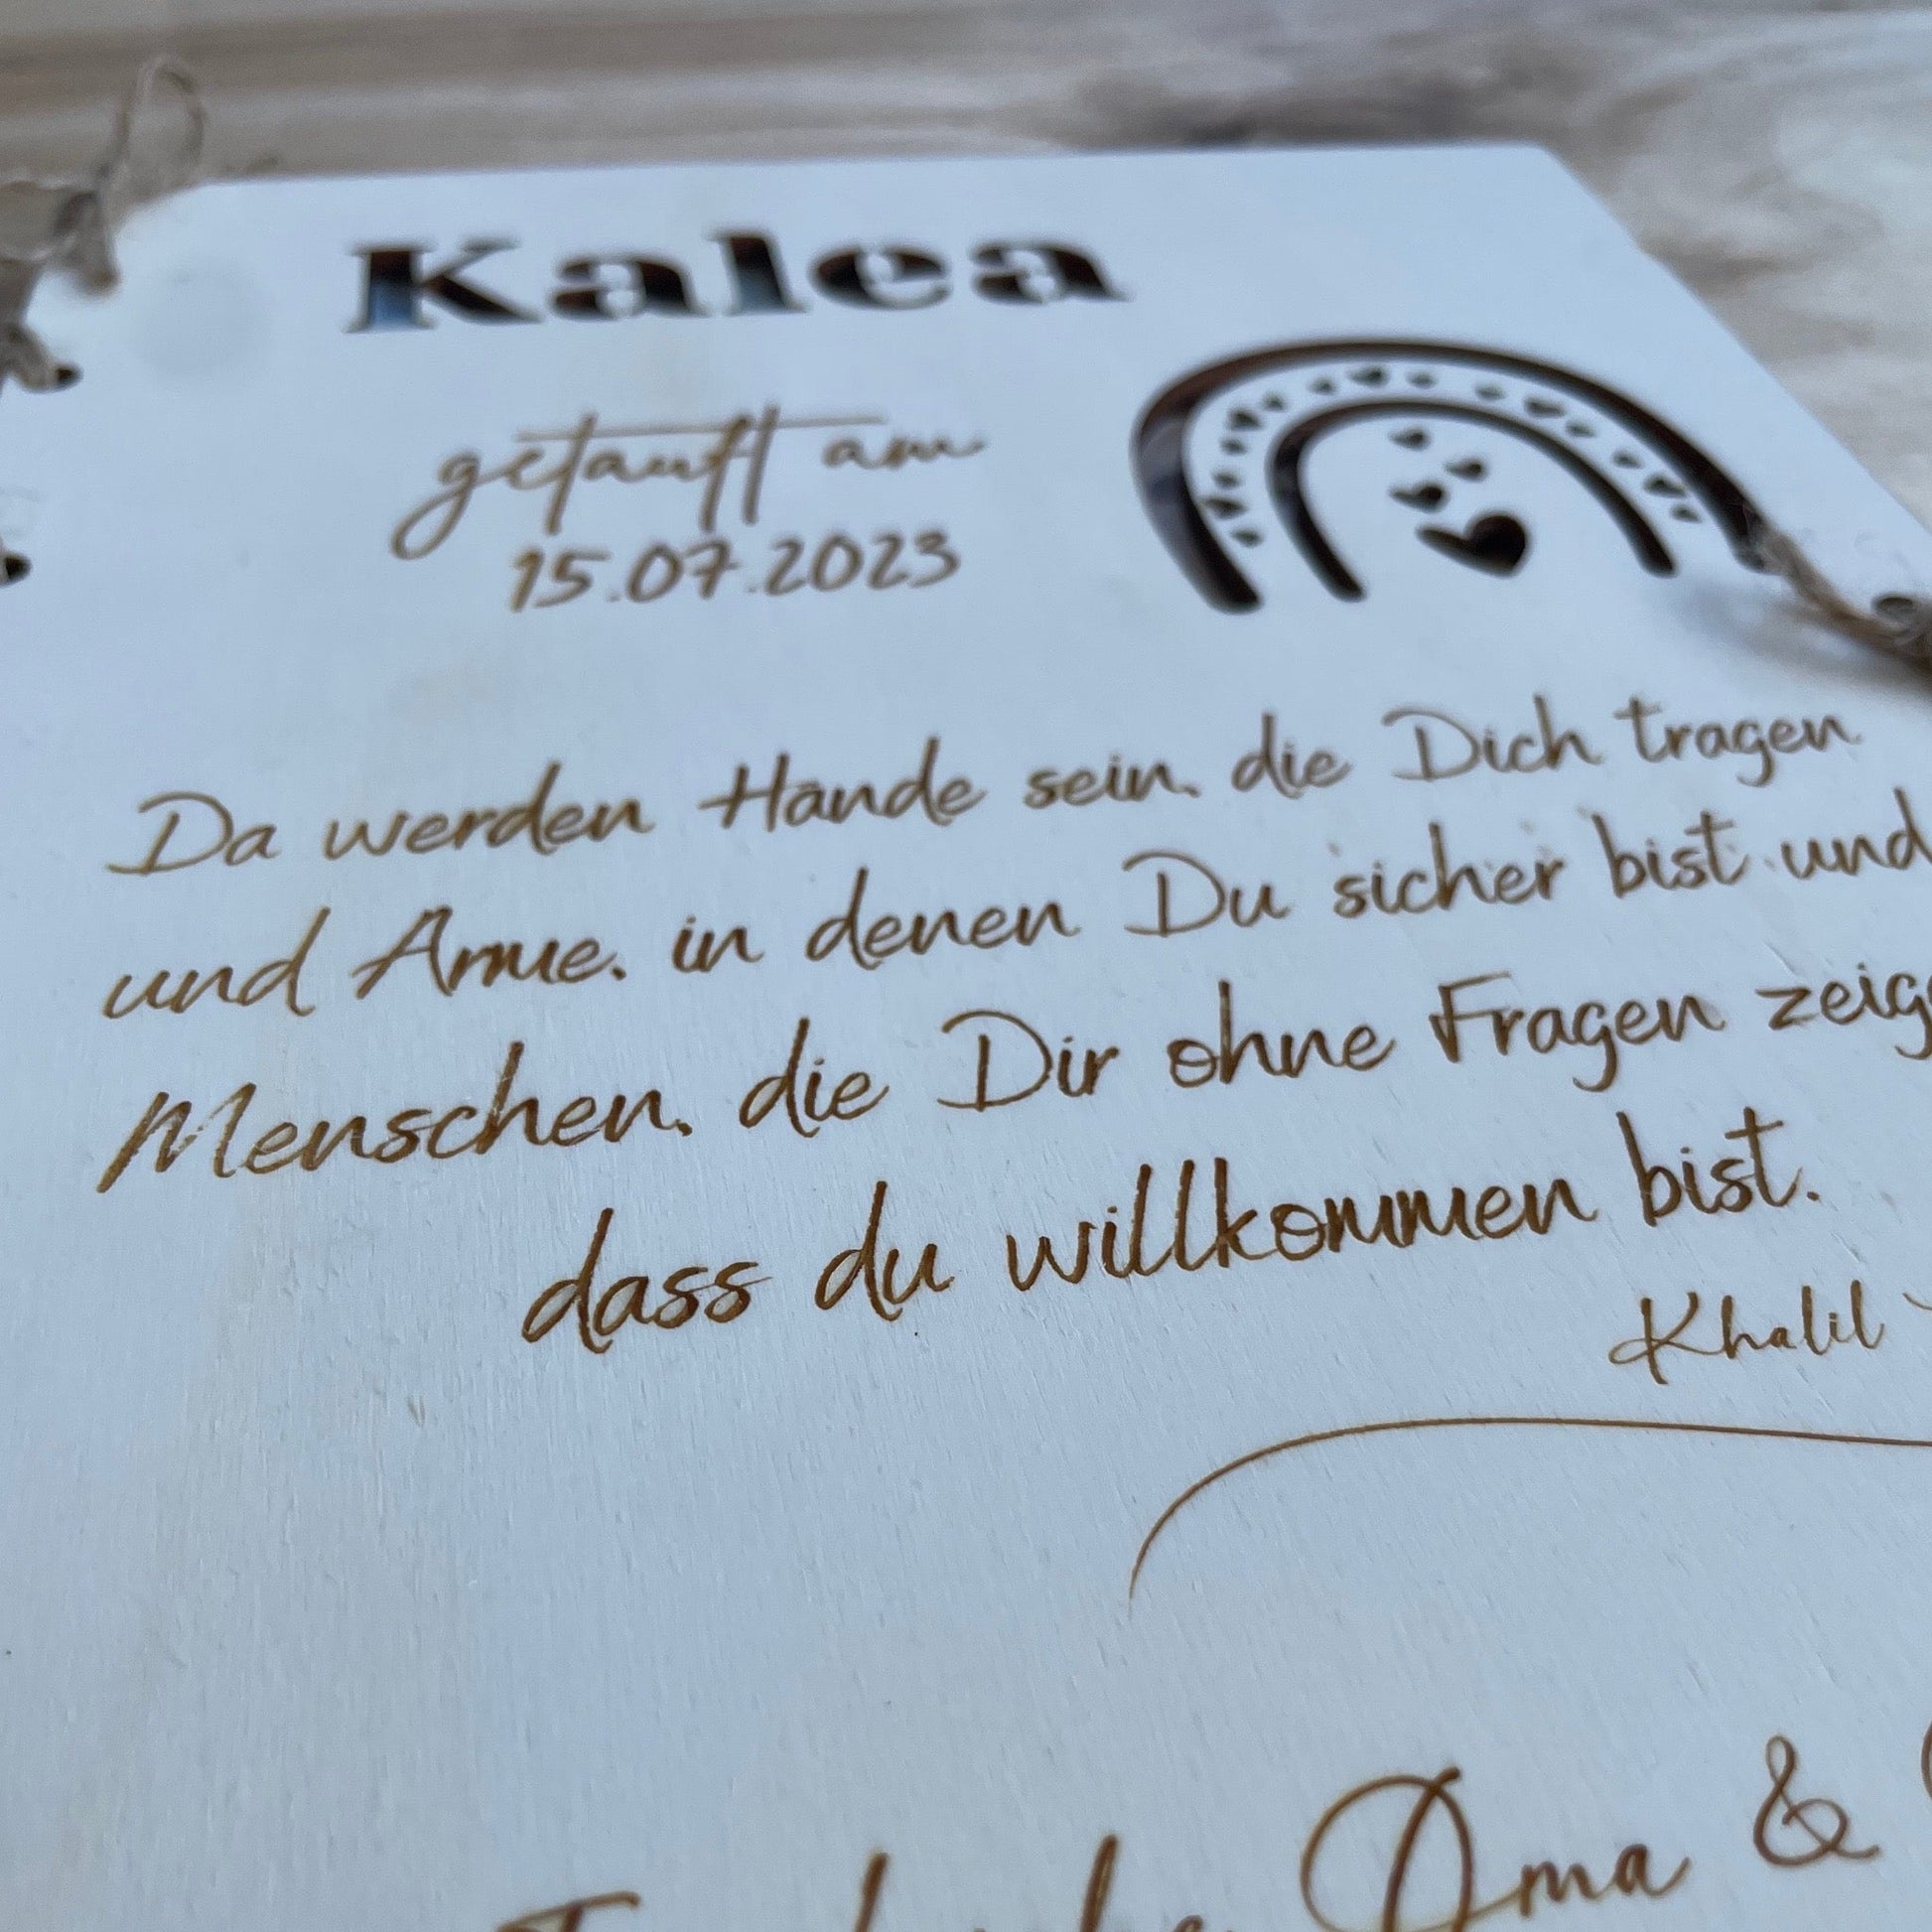 Kalea
getauft am
15.07.2023
Da werden Hände sein, die Dich tragen
und Arme, in denen Du sicher bist und
Menschen, die Dir ohne Fragen zeig
dass du willkommen bist.
Khalil
Oma &